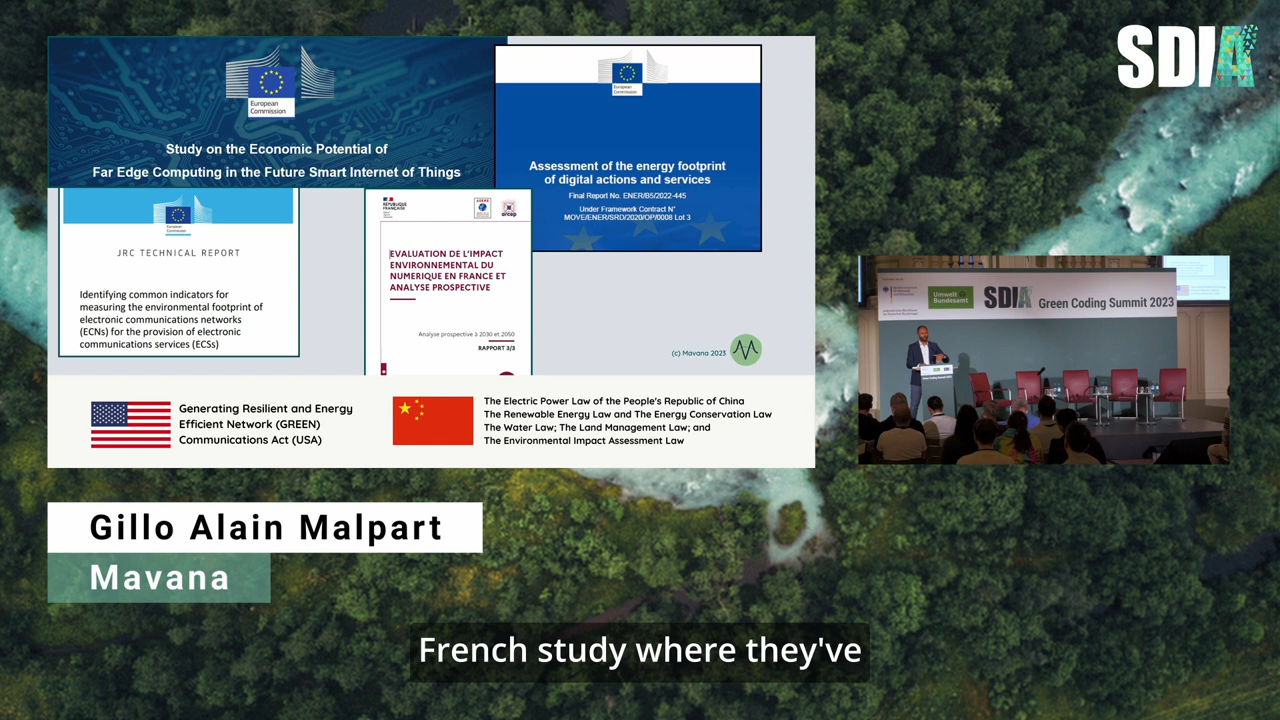 SDIA
European
Commission
Study on the Economic Potential of
Far Edge Computing in the Future Smart Internet of Things
European
Commission
Assessment of the energy footprint
of digital actions and services
Final Report No. ENER/B5/2022-445
Under Framework Contract N°
MOVE/ENER/SRD/2020/OP/0008 Lot 3
European
Commission
JRC TECHNICAL REPORT
Identifying common indicators for
measuring the environmental footprint of
electronic communications networks
(ECNs) for the provision of electronic
communications services (ECSs)
RÉPUBLIQUE
FRANÇAISE
ADEME
arcep
EVALUATION DE L'IMPACT
ENVIRONNEMENTAL DU
NUMERIQUE EN FRANCE ET
ANALYSE PROSPECTIVE
Analyse prospective à 2030 et 2050
RAPPORT 3/3
(c) Mavana 2023
Generating Resilient and Energy
Efficient Network (GREEN)
Communications Act (USA)
The Electric Power Law of the People's Republic of China
The Renewable Energy Law and The Energy Conservation Law
The Water Law; The Land Management Law; and
The Environmental Impact Assessment Law
Umwelt
Bundesamt
SDIA
Green Coding Summit 2023
Gillo Alain Malpart
Mavana
French study where they've